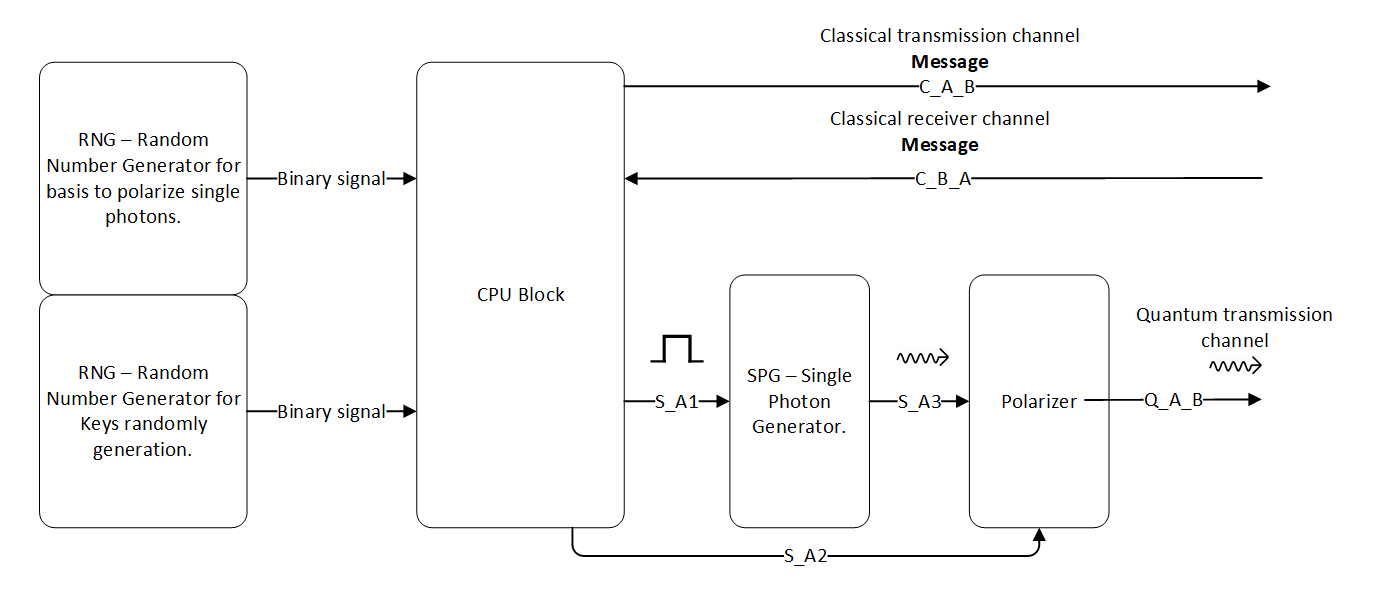 Classical transmission channel
Message
C_A_B
Classical receiver channel
Message
C_B_A
RNG – Random
Number Generator for
basis to polarize single
photons.
Binary signal
CPU Block
RNG – Random
Number Generator for
Keys randomly
generation.
Binary signal
S_A1
SPG – Single
Photon
Generator.
S_A3
Polarizer
Quantum transmission
channel
Q_A_B
S_A2